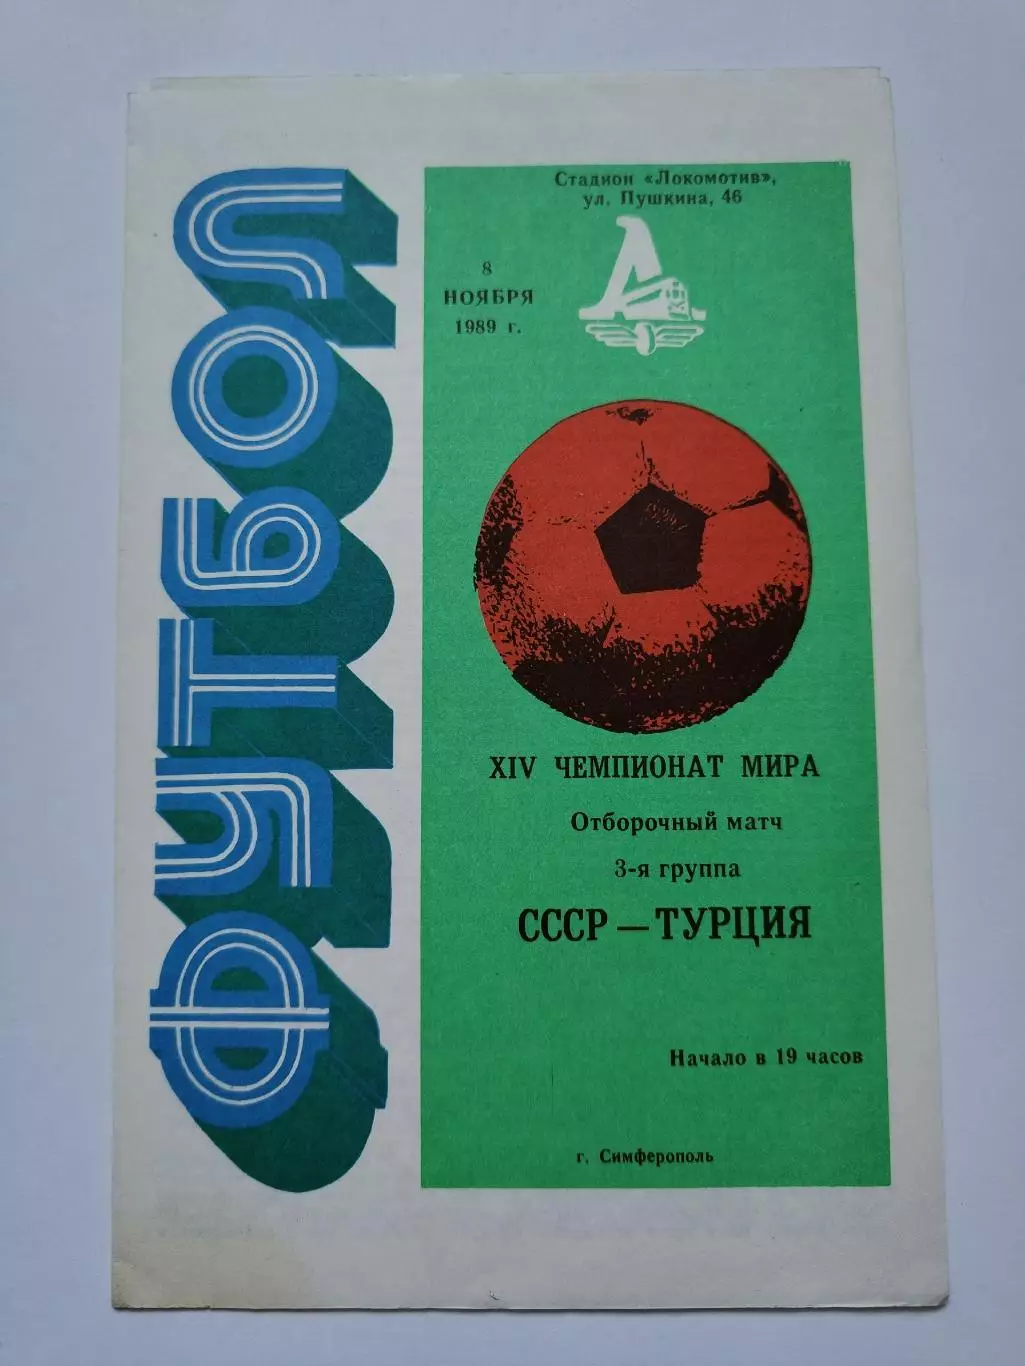 ФУТБОЛ
Стадион «Локомотив»,
ул. Пушкина, 46
8
НОЯБРЯ
1989 г.
XIV ЧЕМПИОНАТ МИРА
Отборочный матч
3-я группа
СССР — ТУРЦИЯ
Начало в 19 часов
г. Симферополь